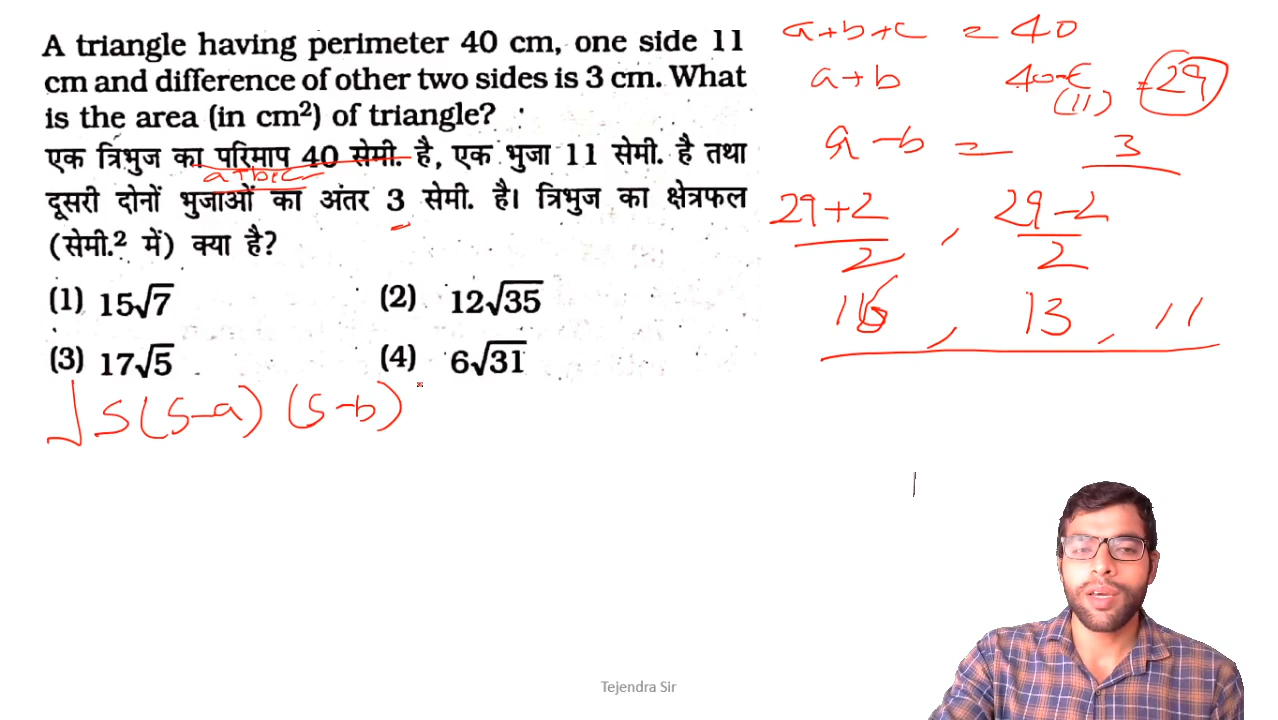 A triangle having perimeter 40 cm, one side 11
cm and difference of other two sides is 3 cm. What
is the area (in cm²) of triangle?
एक त्रिभुज का परिमाप 40 सेमी. है, एक भुजा 11 सेमी. है तथा
a+b+c
दूसरी दोनों भुजाओं का अंतर 3 सेमी. है। त्रिभुज का क्षेत्रफल
(सेमी.² में) क्या है?
(1) 15√7 (2) 12√35
(3) 17√5 (4) 6√31
√S(S-a) (S-b)
a+b+c = 40
a+b 40-c = 29
(11)
a-b = 3
29+2/2 , 29-2/2
16 , 13 , 11
Tejendra Sir